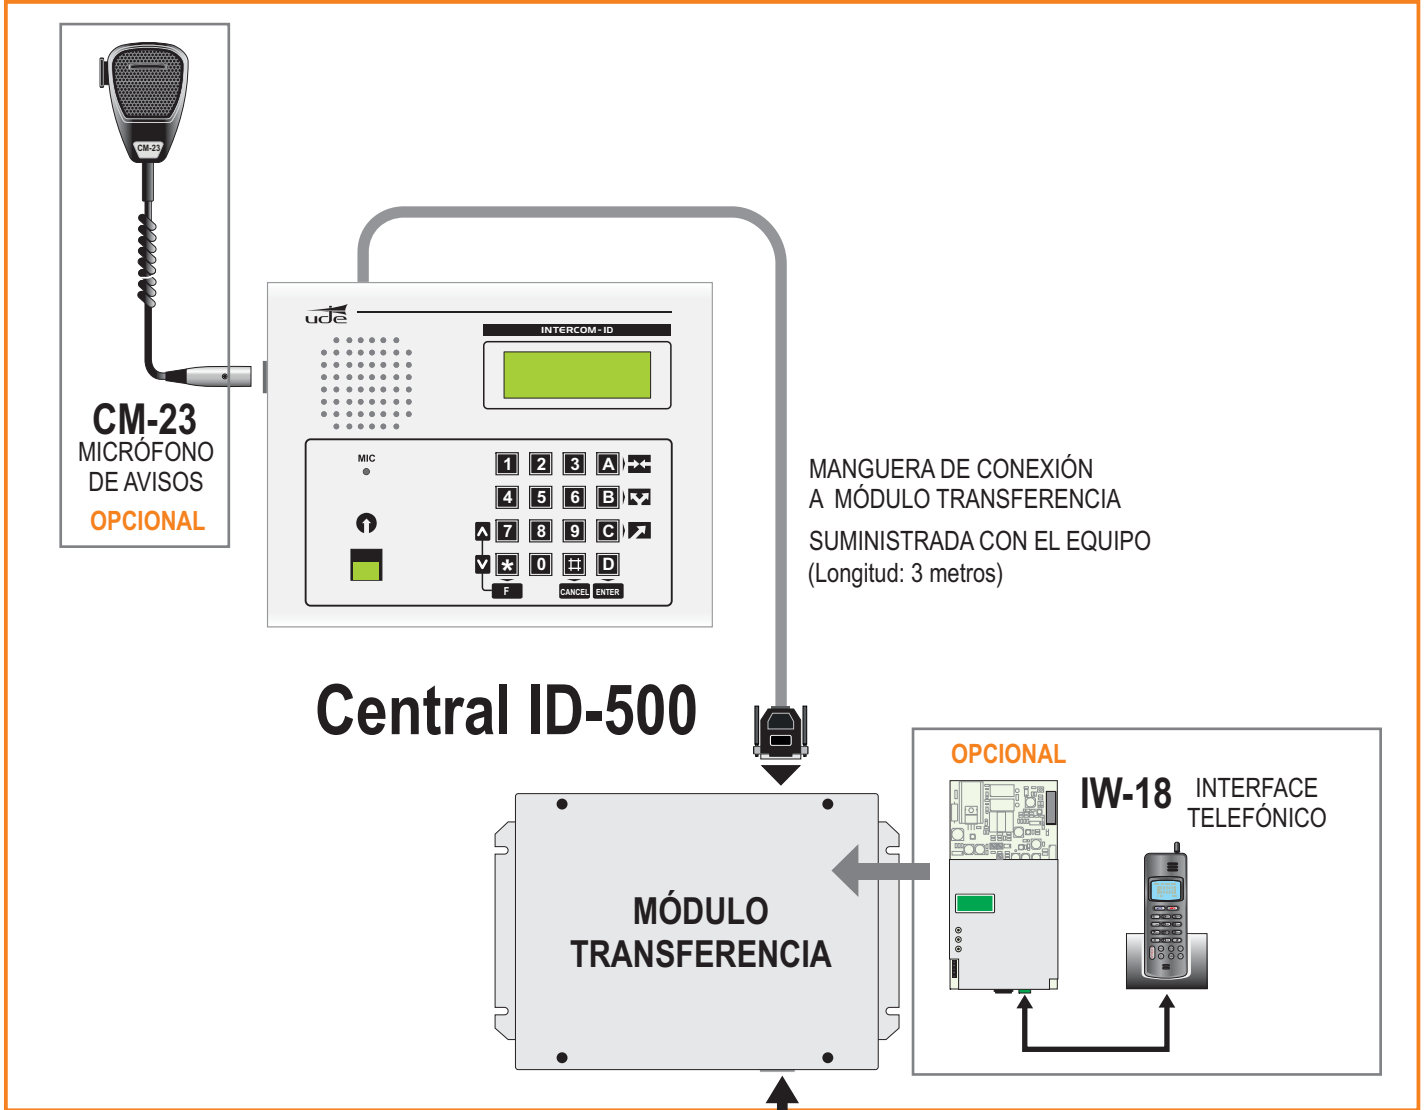 CM-23
CM-23
MICRÓFONO
DE AVISOS
OPCIONAL
ude
INTERCOM-ID
MIC
1 2 3 A
4 5 6 B
7 8 9 C
* 0 # D
F CANCEL ENTER
MANGUERA DE CONEXIÓN
A MÓDULO TRANSFERENCIA
SUMINISTRADA CON EL EQUIPO
(Longitud: 3 metros)
Central ID-500
OPCIONAL
IW-18
INTERFACE
TELEFÓNICO
MÓDULO
TRANSFERENCIA